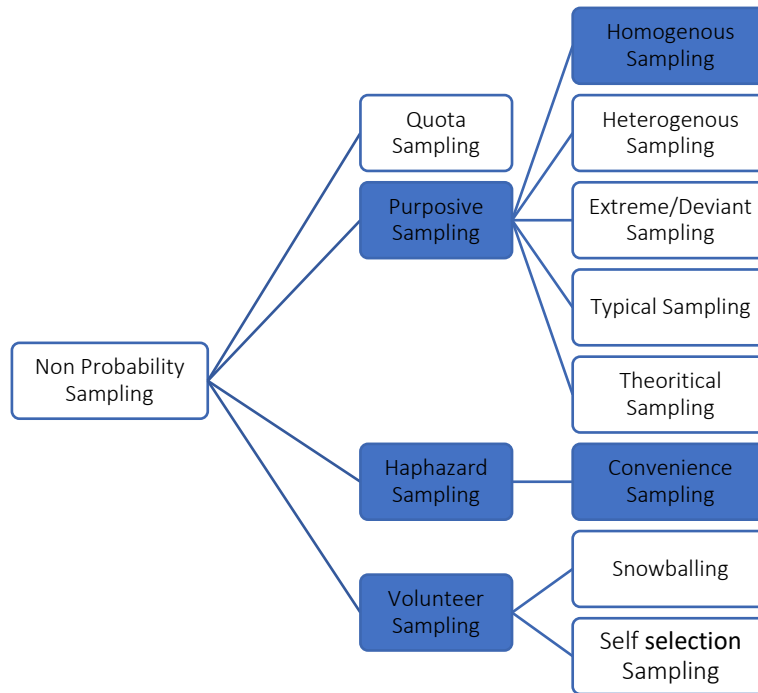 Homogenous
Sampling
Quota
Sampling
Heterogenous
Sampling
Purposive
Sampling
Extreme/Deviant
Sampling
Typical Sampling
Non Probability
Sampling
Theoritical
Sampling
Haphazard
Sampling
Convenience
Sampling
Snowballing
Volunteer
Sampling
Self selection
Sampling